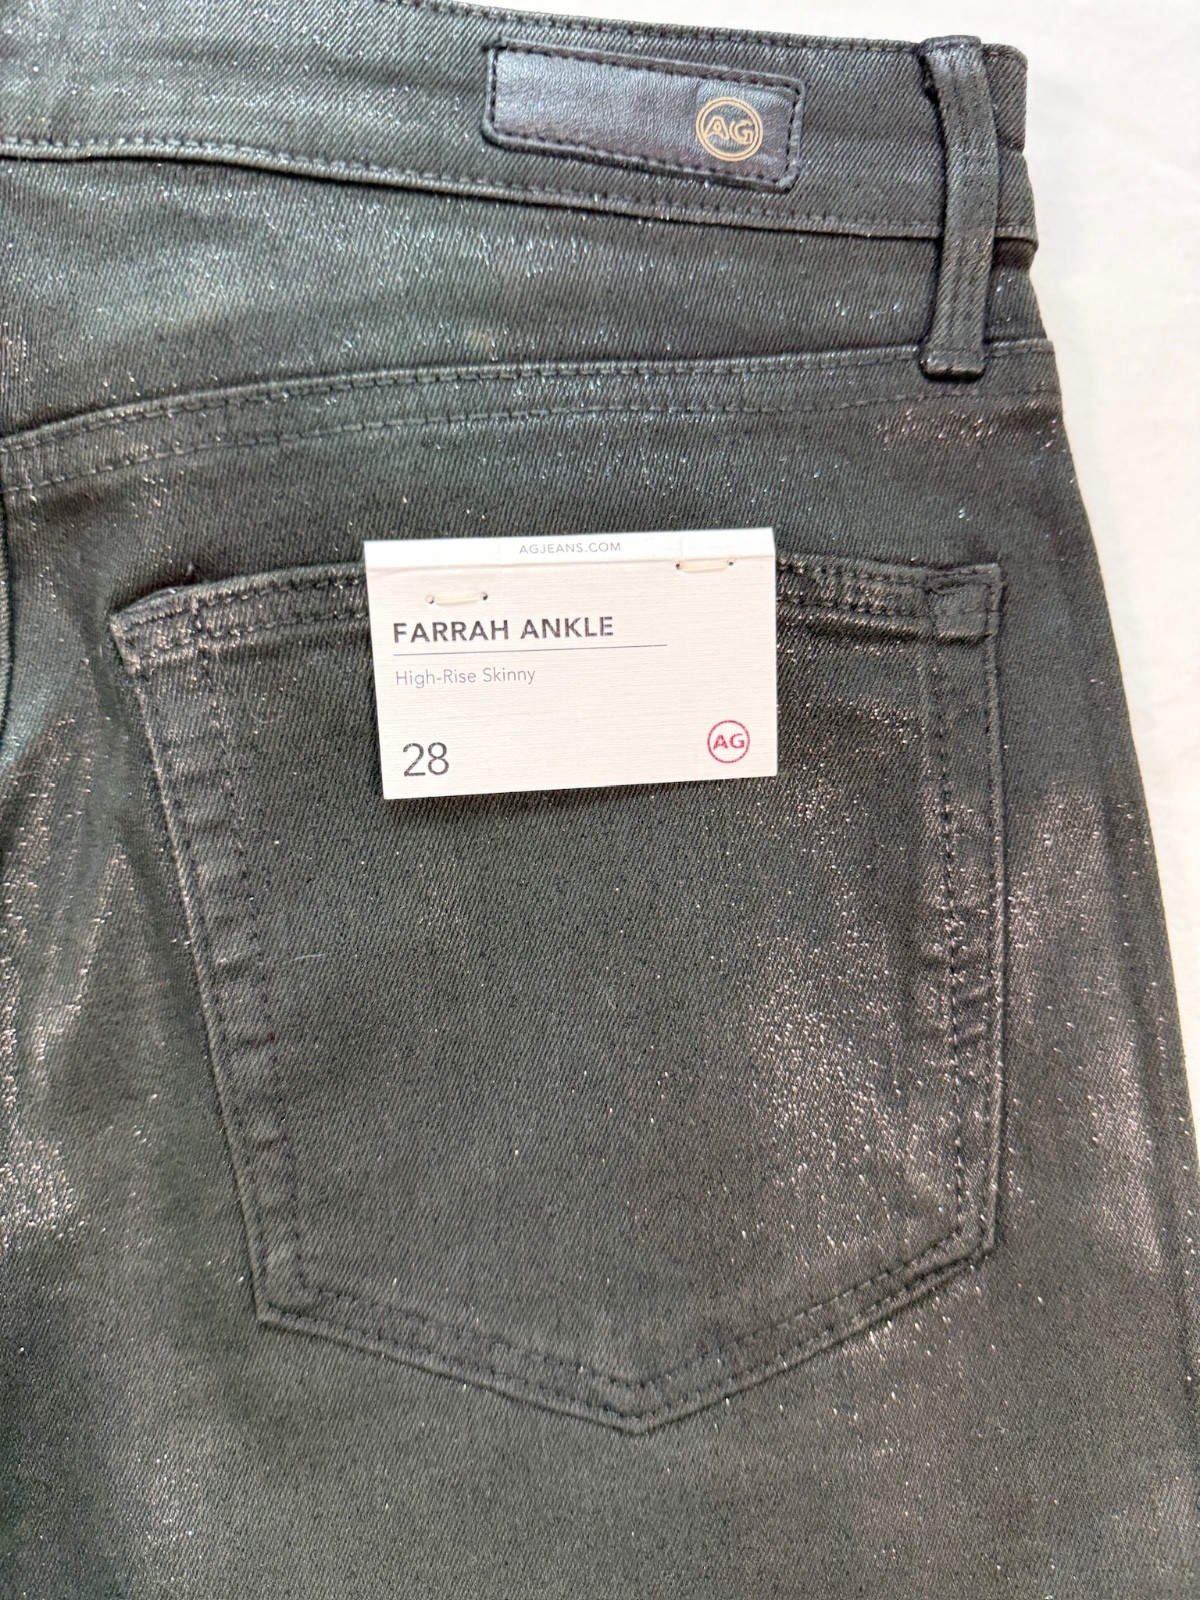 AG
AGJEANS.COM
FARRAH ANKLE
High-Rise Skinny
28
AG